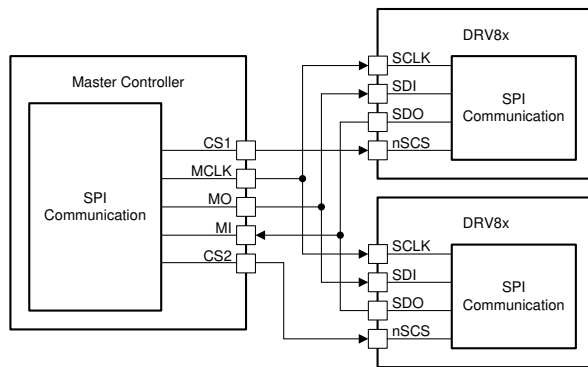 Master Controller
SPI
Communication
CS1
MCLK
MO
MI
CS2
DRV8x
SCLK
SDI
SDO
nSCS
SPI
Communication
DRV8x
SCLK
SDI
SDO
nSCS
SPI
Communication